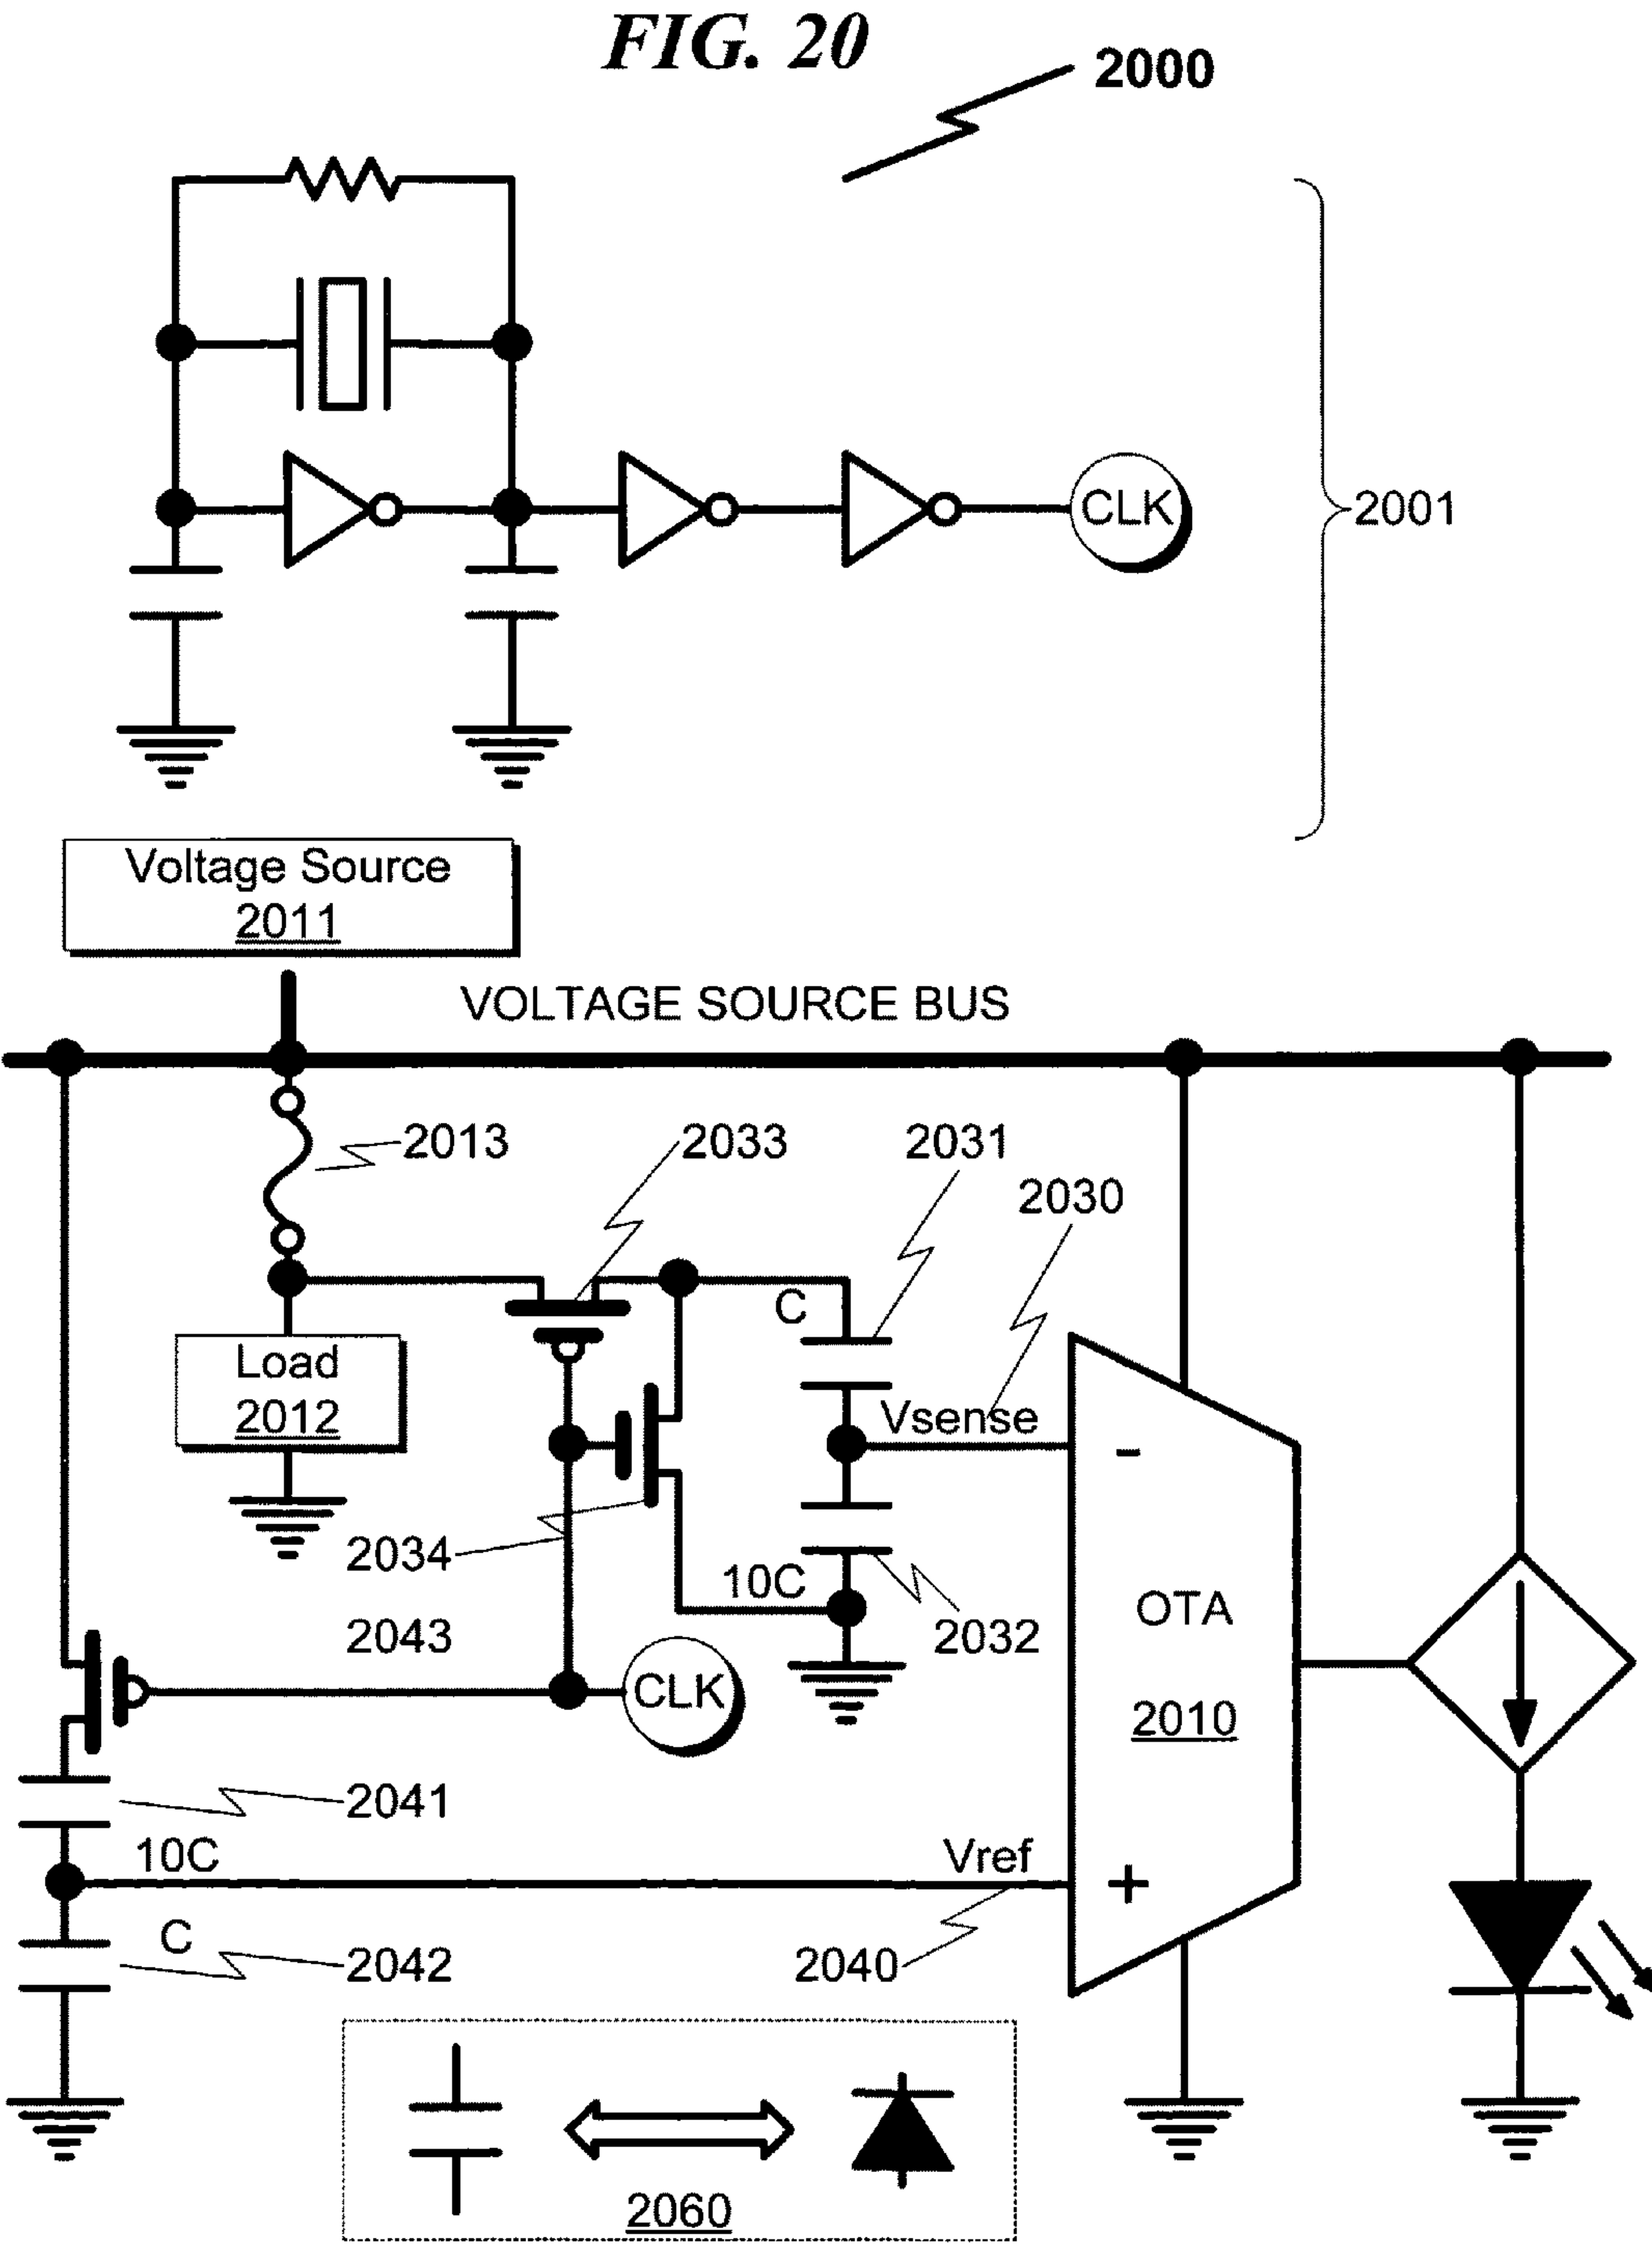 FIG. 20
2000
CLK
2001
Voltage Source
2011
VOLTAGE SOURCE BUS
2013
2033
2031
2030
C
Load
2012
Vsense
-
2034
10C
2032
OTA
2010
2043
CLK
2041
10C
Vref
+
C
2042
2040
2060